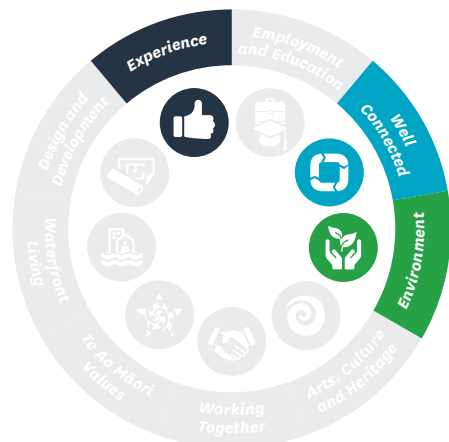 Experience
Employment
and Education
Well
Connected
Environment
Arts, Culture
and Heritage
Working
Together
Te Ao Māori
Values
Waterfront
Living
Design and
Development